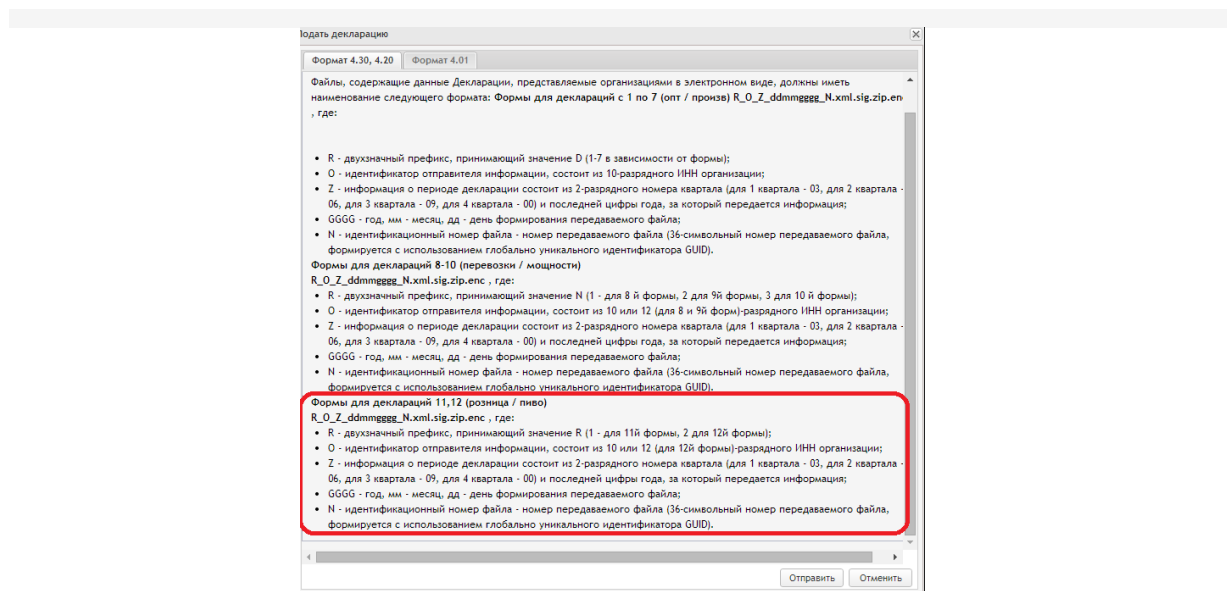 Подать декларацию
Формат 4.30, 4.20 Формат 4.01
Файлы, содержащие данные Декларации, представляемые организациями в электронном виде, должны иметь
наименование следующего формата: Формы для деклараций с 1 по 7 (опт / произв) R_O_Z_ddmmgggg_N.xml.sig.zip.en
, где:
• R - двухзначный префикс, принимающий значение D (1-7 в зависимости от формы);
• O - идентификатор отправителя информации, состоит из 10-разрядного ИНН организации;
• Z - информация о периоде декларации состоит из 2-разрядного номера квартала (для 1 квартала - 03, для 2 квартала -
06, для 3 квартала - 09, для 4 квартала - 00) и последней цифры года, за который передается информация;
• GGGG - год, мм - месяц, дд - день формирования передаваемого файла;
• N - идентификационный номер файла - номер передаваемого файла (36-символьный номер передаваемого файла,
формируется с использованием глобально уникального идентификатора GUID).
Формы для деклараций 8-10 (перевозки / мощности)
R_O_Z_ddmmgggg_N.xml.sig.zip.enc , где:
• R - двухзначный префикс, принимающий значение N (1 - для 8 й формы, 2 для 9й формы, 3 для 10 й формы);
• O - идентификатор отправителя информации, состоит из 10 или 12 (для 8 и 9й форм)-разрядного ИНН организации;
• Z - информация о периоде декларации состоит из 2-разрядного номера квартала (для 1 квартала - 03, для 2 квартала -
06, для 3 квартала - 09, для 4 квартала - 00) и последней цифры года, за который передается информация;
• GGGG - год, мм - месяц, дд - день формирования передаваемого файла;
• N - идентификационный номер файла - номер передаваемого файла (36-символьный номер передаваемого файла,
формируется с использованием глобально уникального идентификатора GUID).
Формы для деклараций 11,12 (розница / пиво)
R_O_Z_ddmmgggg_N.xml.sig.zip.enc , где:
• R - двухзначный префикс, принимающий значение R (1 - для 11й формы, 2 для 12й формы);
• O - идентификатор отправителя информации, состоит из 10 или 12 (для 12й формы)-разрядного ИНН организации;
• Z - информация о периоде декларации состоит из 2-разрядного номера квартала (для 1 квартала - 03, для 2 квартала -
06, для 3 квартала - 09, для 4 квартала - 00) и последней цифры года, за который передается информация;
• GGGG - год, мм - месяц, дд - день формирования передаваемого файла;
• N - идентификационный номер файла - номер передаваемого файла (36-символьный номер передаваемого файла,
формируется с использованием глобально уникального идентификатора GUID).
Отправить Отменить